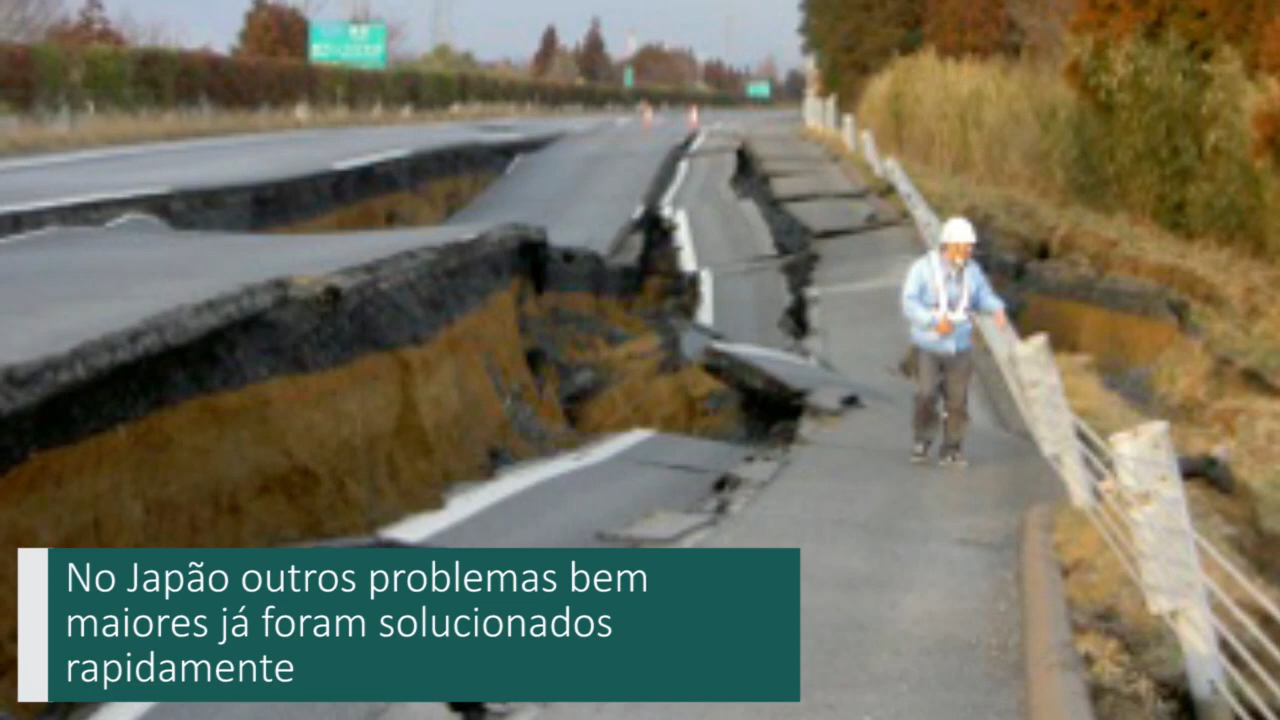 No Japão outros problemas bem
maiores já foram solucionados
rapidamente